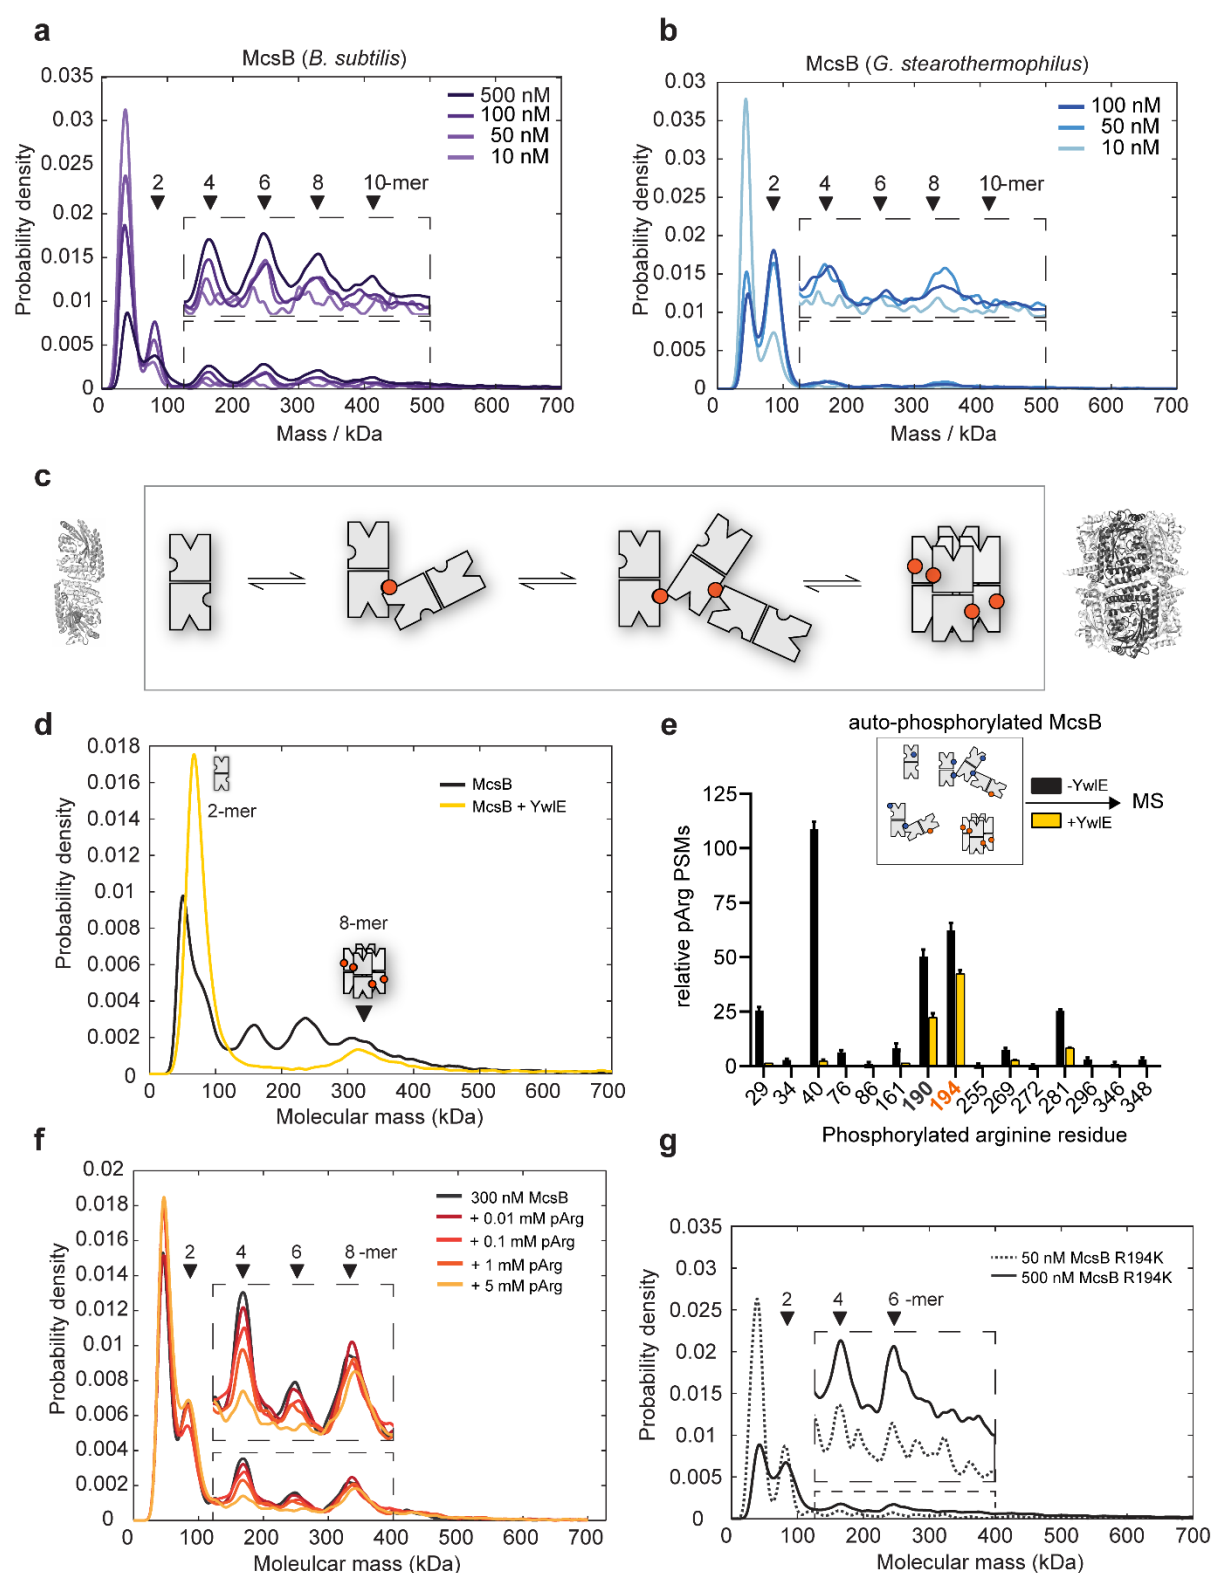 a
McsB (B. subtilis)
0.035
0.03
0.025
0.02
0.015
0.01
0.005
0
Probability density
500 nM
100 nM
50 nM
10 nM
2
4
6
8
10-mer
0
100
200
300
400
500
600
700
Mass / kDa
b
McsB (G. stearothermophilus)
0.03
0.03
0.03
0.02
0.02
0.015
0.01
0.005
0
Probability density
100 nM
50 nM
10 nM
2
4
6
8
10-mer
0
100
200
300
400
500
600
700
Mass / kDa
c
d
0.018
0.016
0.014
0.012
0.01
0.008
0.006
0.004
0.002
0
Probability density
2-mer
McsB
McsB + YwlE
8-mer
0
100
200
300
400
500
600
700
Molecular mass (kDa)
e
auto-phosphorylated McsB
-YwlE
+YwlE
MS
125
100
75
50
25
0
relative pArg PSMs
29
34
40
76
86
161
190
194
255
269
272
281
296
346
348
Phosphorylated arginine residue
f
0.02
0.018
0.016
0.014
0.012
0.01
0.008
0.006
0.004
0.002
0
Probability density
300 nM McsB
+ 0.01 mM pArg
+ 0.1 mM pArg
+ 1 mM pArg
+ 5 mM pArg
2
4
6
8 -mer
0
100
200
300
400
500
600
700
Moleulcar mass (kDa)
g
0.035
0.03
0.025
0.02
0.015
0.01
0.005
0
Probability density
50 nM McsB R194K
500 nM McsB R194K
2
4
6 -mer
0
100
200
300
400
500
600
700
Molecular mass (kDa)